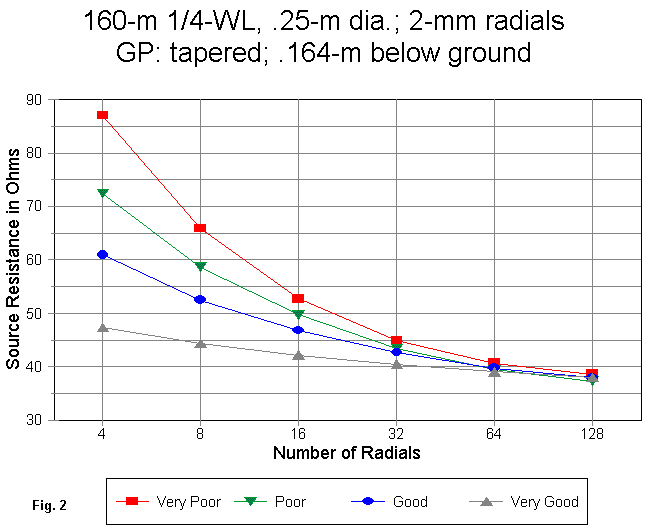 160-m 1/4-WL, .25-m dia.; 2-mm radials
GP: tapered; .164-m below ground
90
80
70
60
50
40
30
Source Resistance in Ohms
4 8 16 32 64 128
Number of Radials
Fig. 2
Very Poor Poor Good Very Good